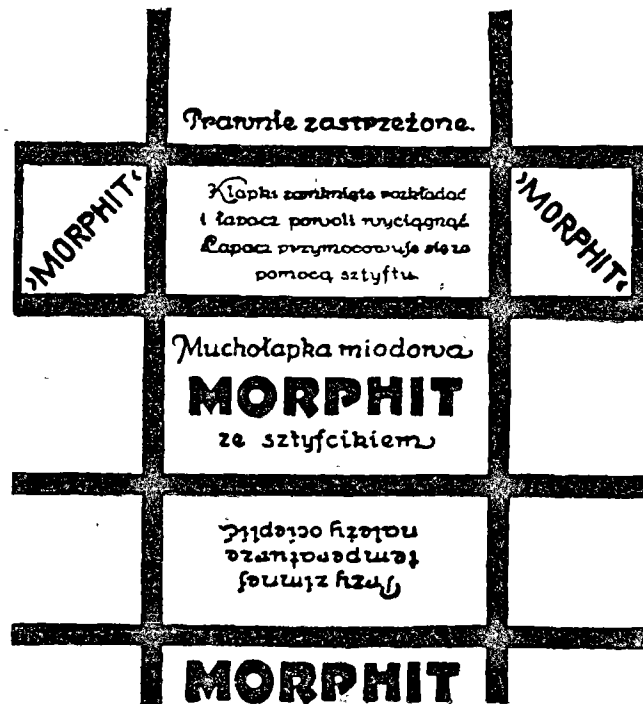 Prawnie zastrzeżone.
›MORPHIT‹
Klapki zamknięte rozkładać
i łapacz powoli wyciągnąć
Łapacz przymocowuje się za
pomocą sztyftu
›MORPHIT‹
Muchołapka miodowa
MORPHIT
ze sztyfcikiem
Przy zimnej
temperaturze
należy ocieplić
MORPHIT